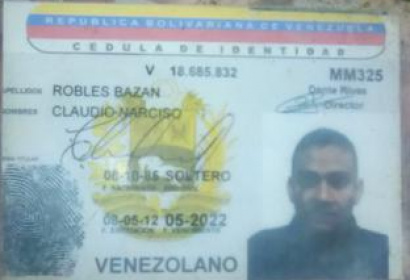 REPUBLICA BOLIVARIANA DE VENEZUELA
CEDULA DE IDENTIDAD
V 18.685.832 MM325
APELLIDOS ROBLES BAZAN Dante Rivas
NOMBRES CLAUDIO NARCISO Director
08-10-85 SOLTERO
F. NACIMIENTO
08-05-12 05-2022
F. EXPEDICION F. VENCIMIENTO
VENEZOLANO